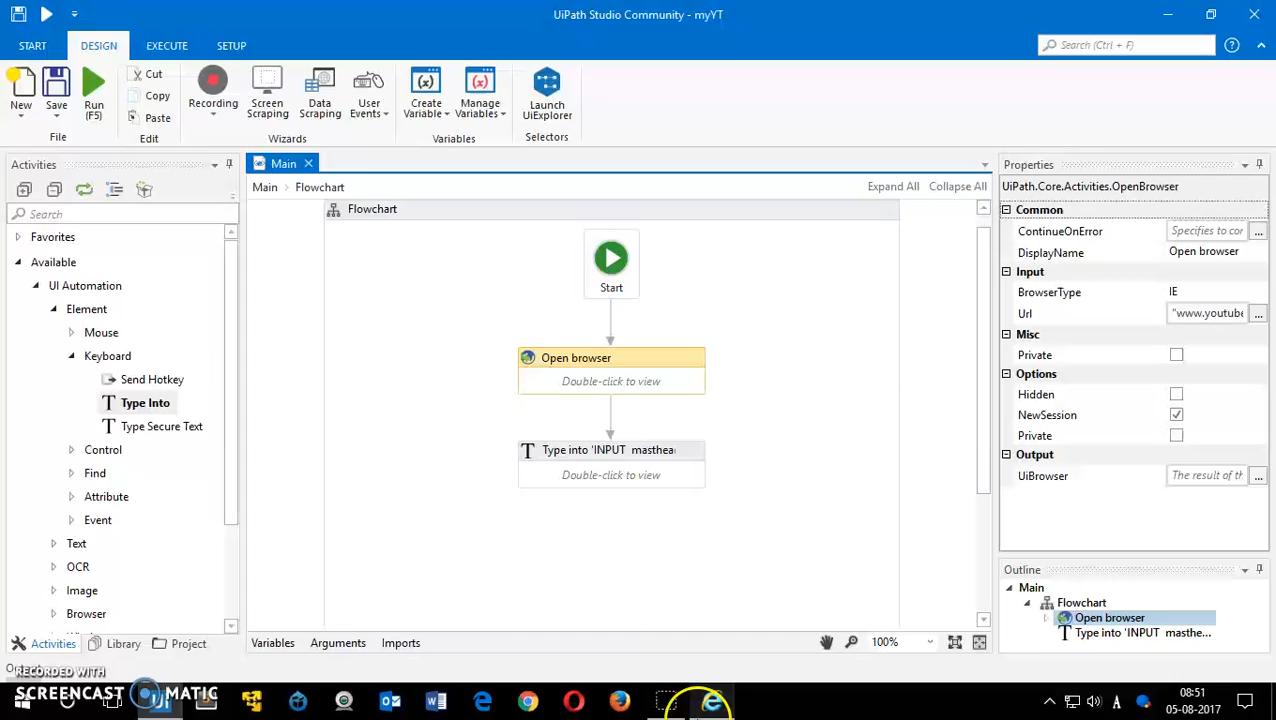 UiPath Studio Community - myYT
START DESIGN EXECUTE SETUP
Search (Ctrl + F)
New Save Run (F5)
Cut
Copy
Paste
Recording Screen Scraping Data Scraping User Events
Create Variable Manage Variables
Launch UiExplorer
File Edit Wizards Variables Selectors
Activities
Search
Favorites
Available
UI Automation
Element
Mouse
Keyboard
Send Hotkey
Type Into
Type Secure Text
Control
Find
Attribute
Event
Text
OCR
Image
Browser
Activities Library Project
Main
Main Flowchart
Expand All Collapse All
Flowchart
Start
Open browser
Double-click to view
Type into 'INPUT masthea
Double-click to view
Variables Arguments Imports
100%
Properties
UiPath.Core.Activities.OpenBrowser
Common
ContinueOnError Specifies to cor ...
DisplayName Open browser
Input
BrowserType IE
Url "www.youtube ...
Misc
Private
Options
Hidden
NewSession
Private
Output
UiBrowser The result of th ...
Outline
Main
Flowchart
Open browser
Type into 'INPUT masthe...
RECORDED WITH
SCREENCAST MATIC
08:51
05-08-2017